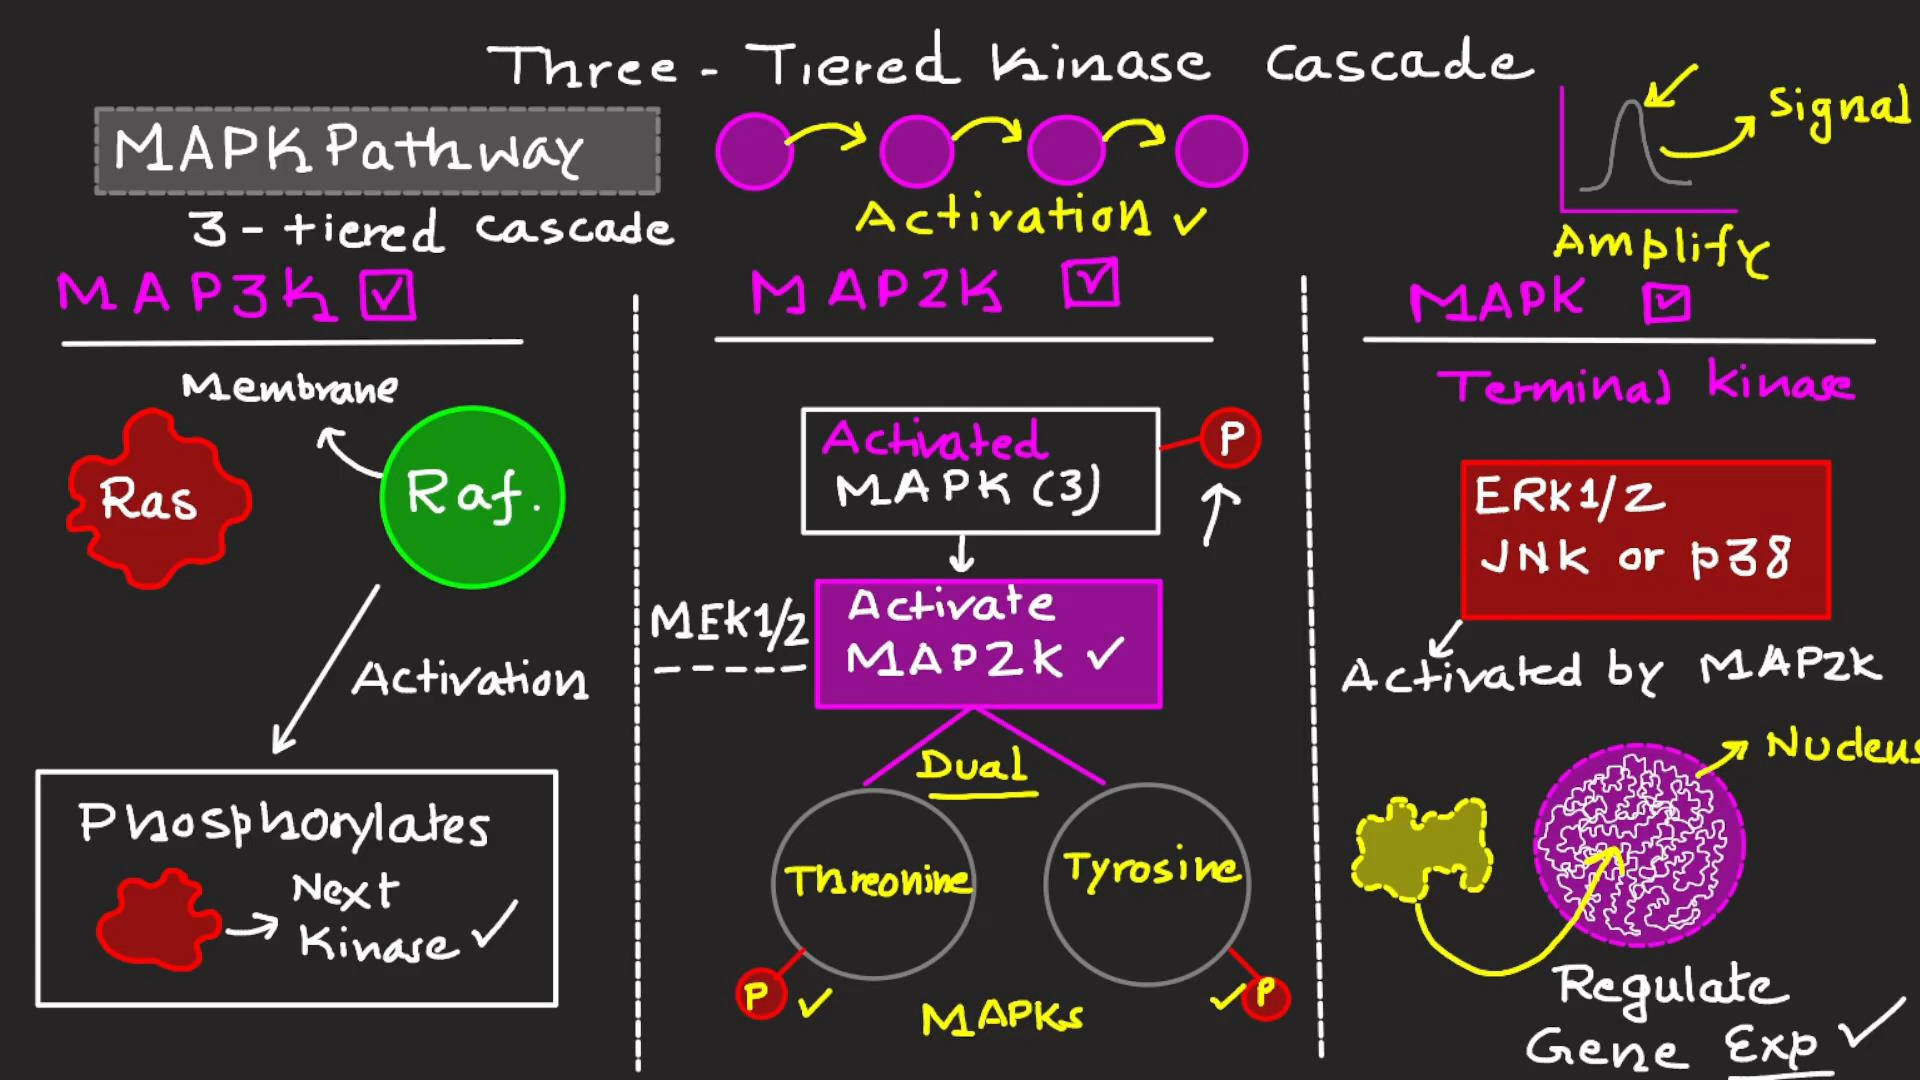 Three - Tiered Kinase Cascade
MAPK Pathway
3 - tiered cascade
Activation ✓
Signal
Amplify
MAP3K
Membrane
Ras
Raf.
Activation
Phosphorylates
Next
Kinase ✓
MAP2K
Activated
MAPK (3)
P
MEK1/2
Activate
MAP2K ✓
Dual
Threonine
Tyrosine
P ✓
✓ P
MAPKs
MAPK
Terminal kinase
ERK1/2
JNK or p38
Activated by MAP2K
Nucleus
Regulate
Gene Exp ✓